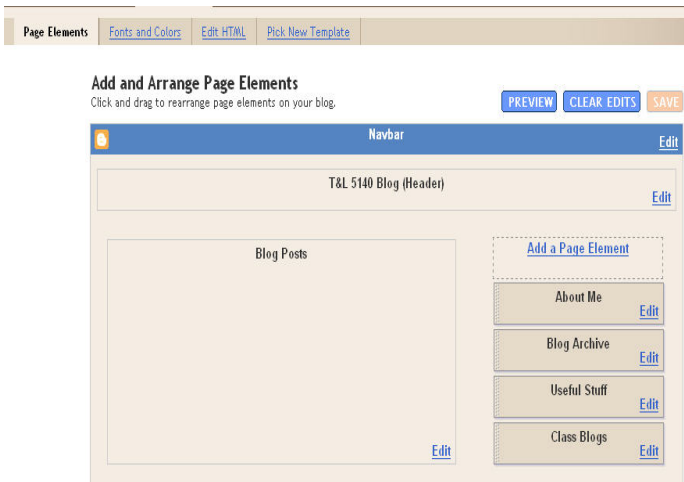 Page Elements Fonts and Colors Edit HTML Pick New Template
Add and Arrange Page Elements
Click and drag to rearrange page elements on your blog.
PREVIEW CLEAR EDITS SAVE
Navbar
Edit
T&L 5140 Blog (Header)
Edit
Blog Posts
Edit
Add a Page Element
About Me
Edit
Blog Archive
Edit
Useful Stuff
Edit
Class Blogs
Edit